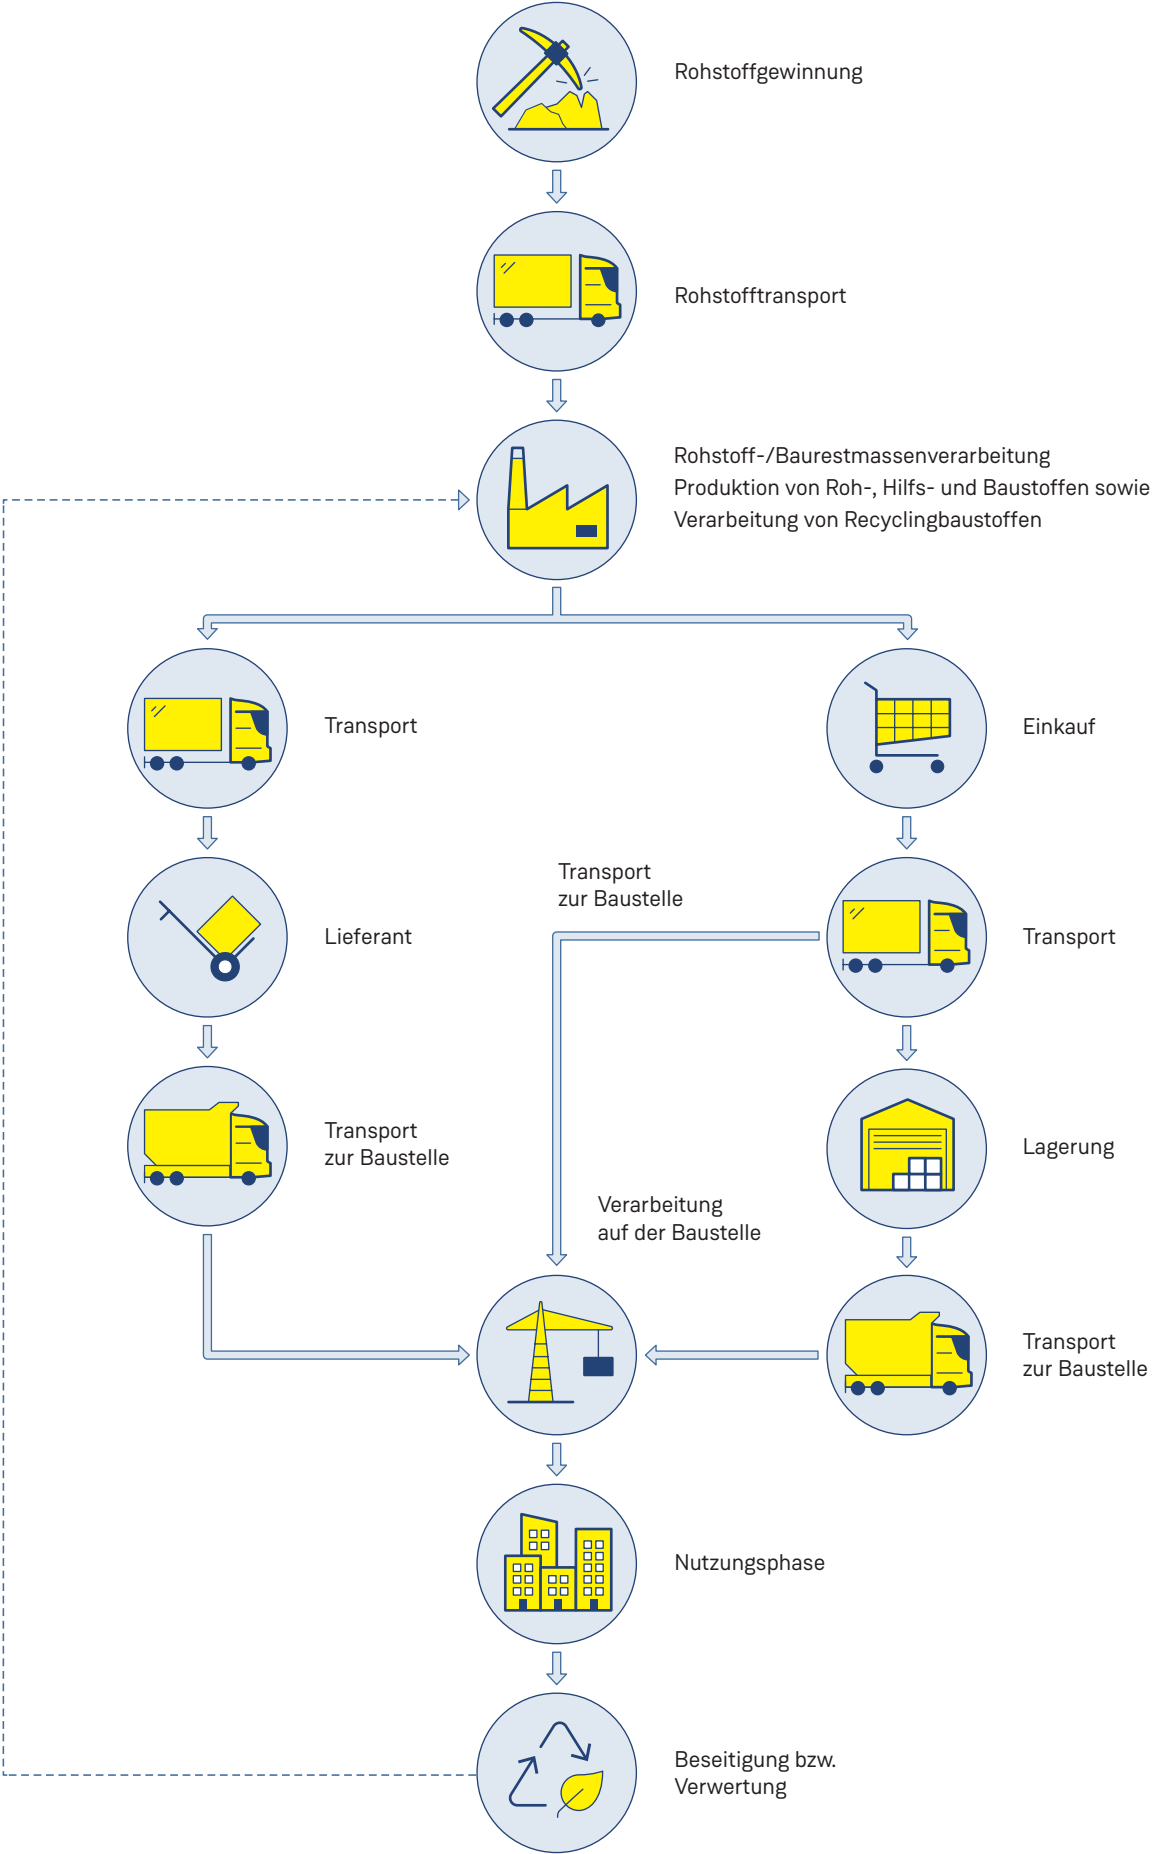 Rohstoffgewinnung
Rohstofftransport
Rohstoff-/Baurestmassenverarbeitung
Produktion von Roh-, Hilfs- und Baustoffen sowie
Verarbeitung von Recyclingbaustoffen
Transport
Einkauf
Transport
zur Baustelle
Lieferant
Transport
Transport
zur Baustelle
Lagerung
Verarbeitung
auf der Baustelle
Transport
zur Baustelle
Nutzungsphase
Beseitigung bzw.
Verwertung